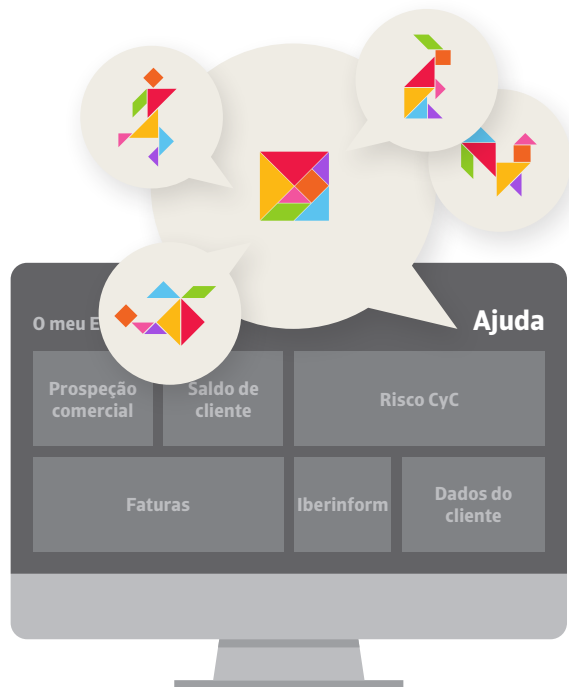 O meu E
Ajuda
Prospeção
comercial
Saldo de
cliente
Risco CyC
Faturas
Iberinform
Dados do
cliente